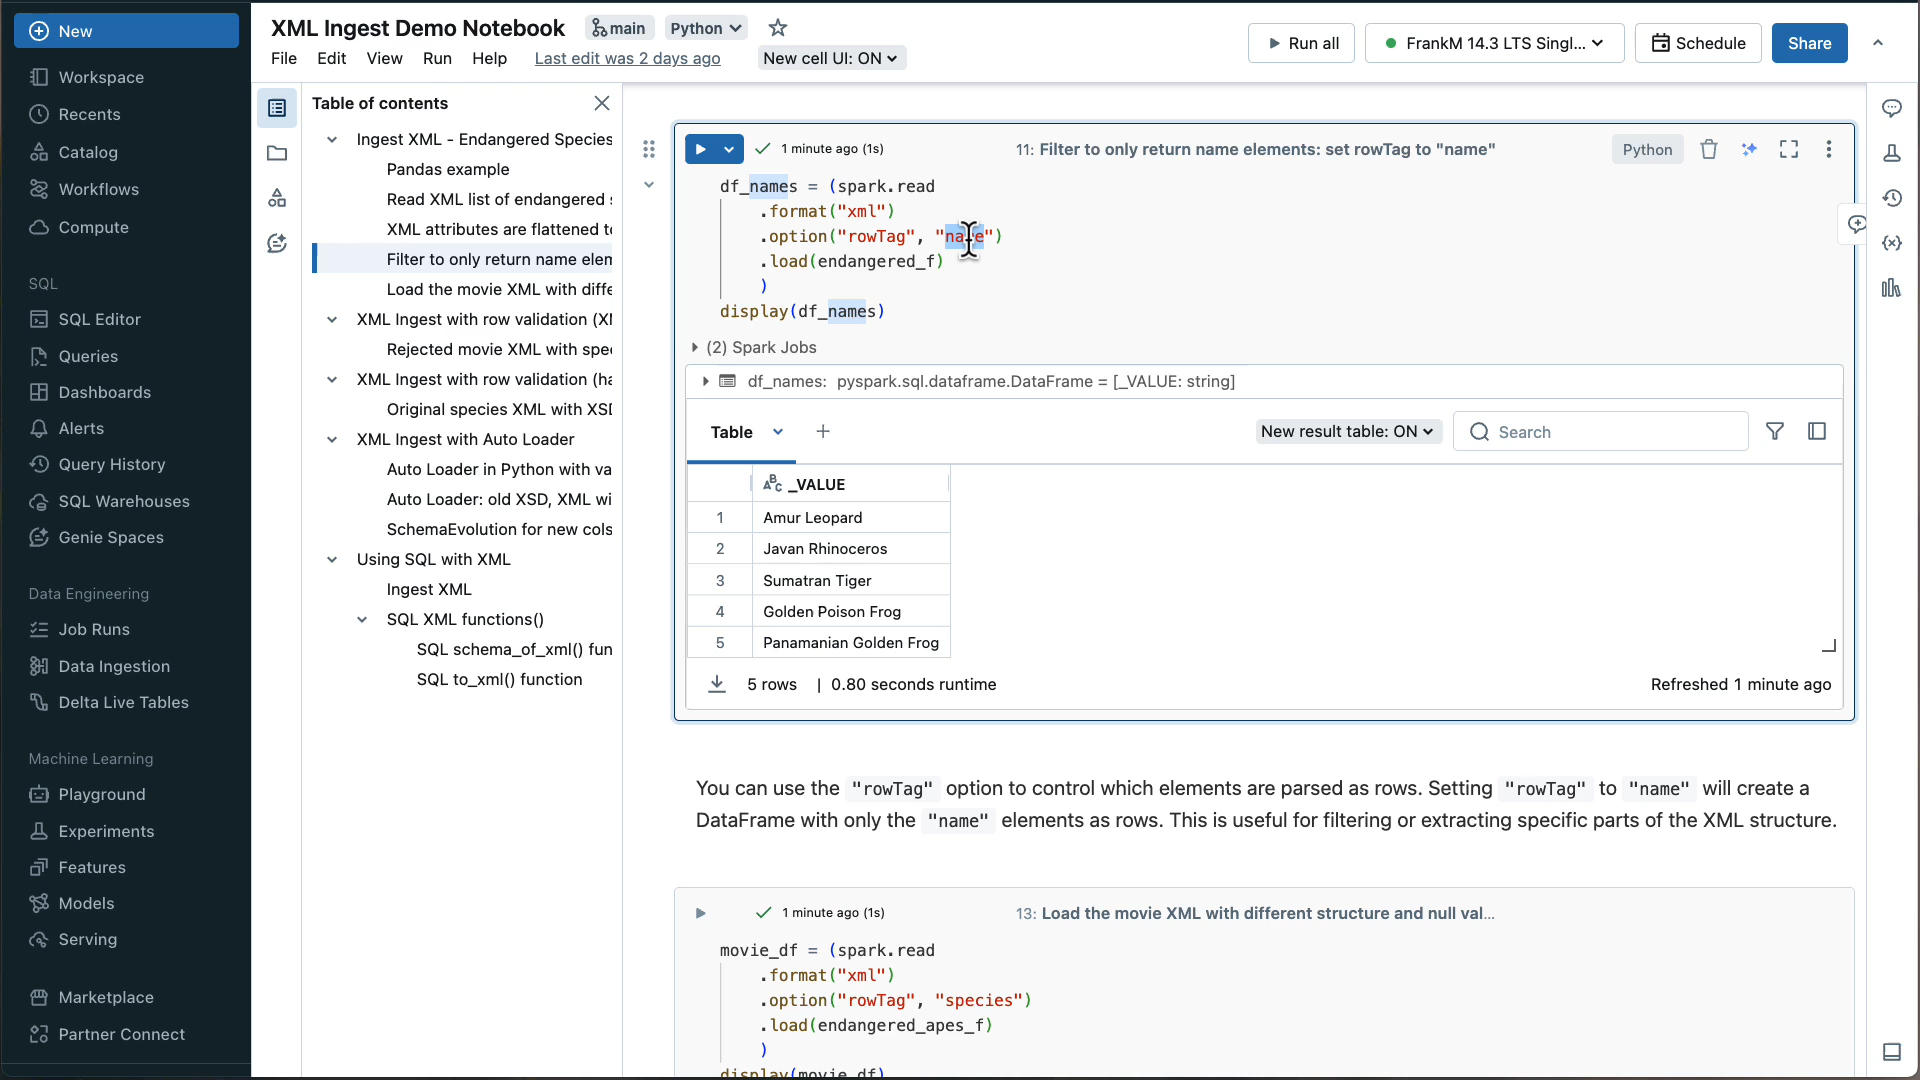 New
Workspace
Recents
Catalog
Workflows
Compute
SQL
SQL Editor
Queries
Dashboards
Alerts
Query History
SQL Warehouses
Genie Spaces
Data Engineering
Job Runs
Data Ingestion
Delta Live Tables
Machine Learning
Playground
Experiments
Features
Models
Serving
Marketplace
Partner Connect
XML Ingest Demo Notebook
main
Python
File Edit View Run Help
Last edit was 2 days ago
New cell UI: ON
Run all
FrankM 14.3 LTS Singl...
Schedule
Share
Table of contents
Ingest XML - Endangered Species
Pandas example
Read XML list of endangered
XML attributes are flattened to
Filter to only return name elem
Load the movie XML with diffe
XML Ingest with row validation (XM
Rejected movie XML with spe
XML Ingest with row validation (ha
Original species XML with XSD
XML Ingest with Auto Loader
Auto Loader in Python with va
Auto Loader: old XSD, XML wi
SchemaEvolution for new cols
Using SQL with XML
Ingest XML
SQL XML functions()
SQL schema_of_xml() fun
SQL to_xml() function
1 minute ago (1s)
11: Filter to only return name elements: set rowTag to "name"
Python
df_names = (spark.read
.format("xml")
.option("rowTag", "name")
.load(endangered_f)
)
display(df_names)
(2) Spark Jobs
df_names: pyspark.sql.dataframe.DataFrame = [_VALUE: string]
Table
New result table: ON
Search
_VALUE
1 Amur Leopard
2 Javan Rhinoceros
3 Sumatran Tiger
4 Golden Poison Frog
5 Panamanian Golden Frog
5 rows | 0.80 seconds runtime
Refreshed 1 minute ago
You can use the "rowTag" option to control which elements are parsed as rows. Setting "rowTag" to "name" will create a
DataFrame with only the "name" elements as rows. This is useful for filtering or extracting specific parts of the XML structure.
1 minute ago (1s)
13: Load the movie XML with different structure and null val...
movie_df = (spark.read
.format("xml")
.option("rowTag", "species")
.load(endangered_apes_f)
)
display(movie_df)